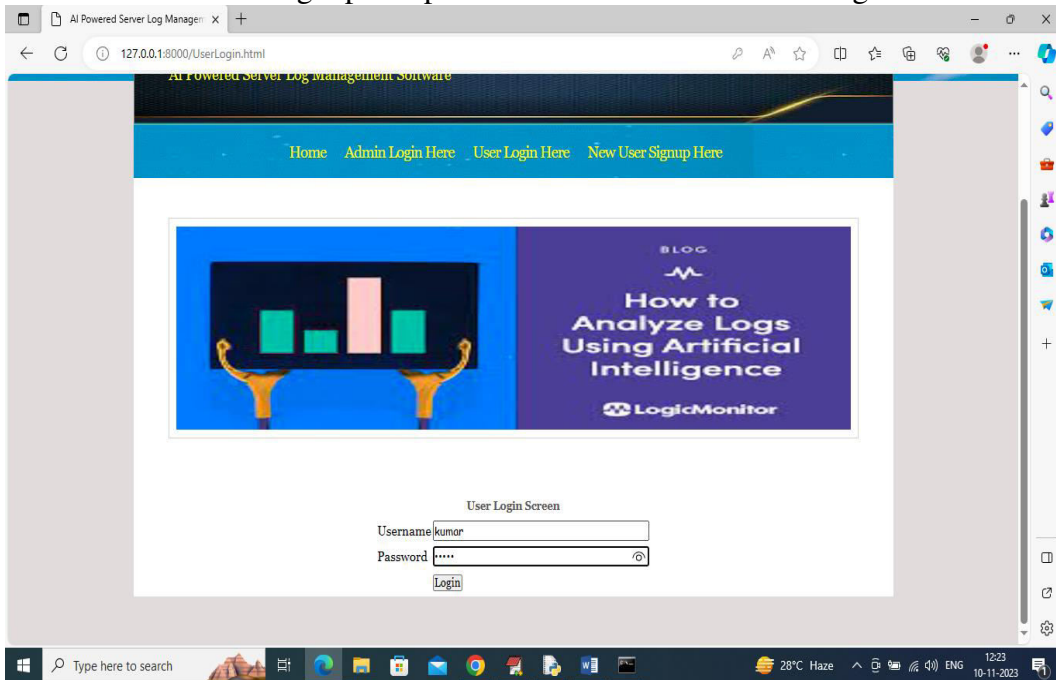 AI Powered Server Log Managem
127.0.0.1:8000/UserLogin.html
AI Powered Server Log Management Software
Home Admin Login Here User Login Here New User Signup Here
BLOG
How to
Analyze Logs
Using Artificial
Intelligence
LogicMonitor
User Login Screen
Username kumar
Password •••••
Login
Type here to search
28°C Haze
ENG
12:23
10-11-2023
1